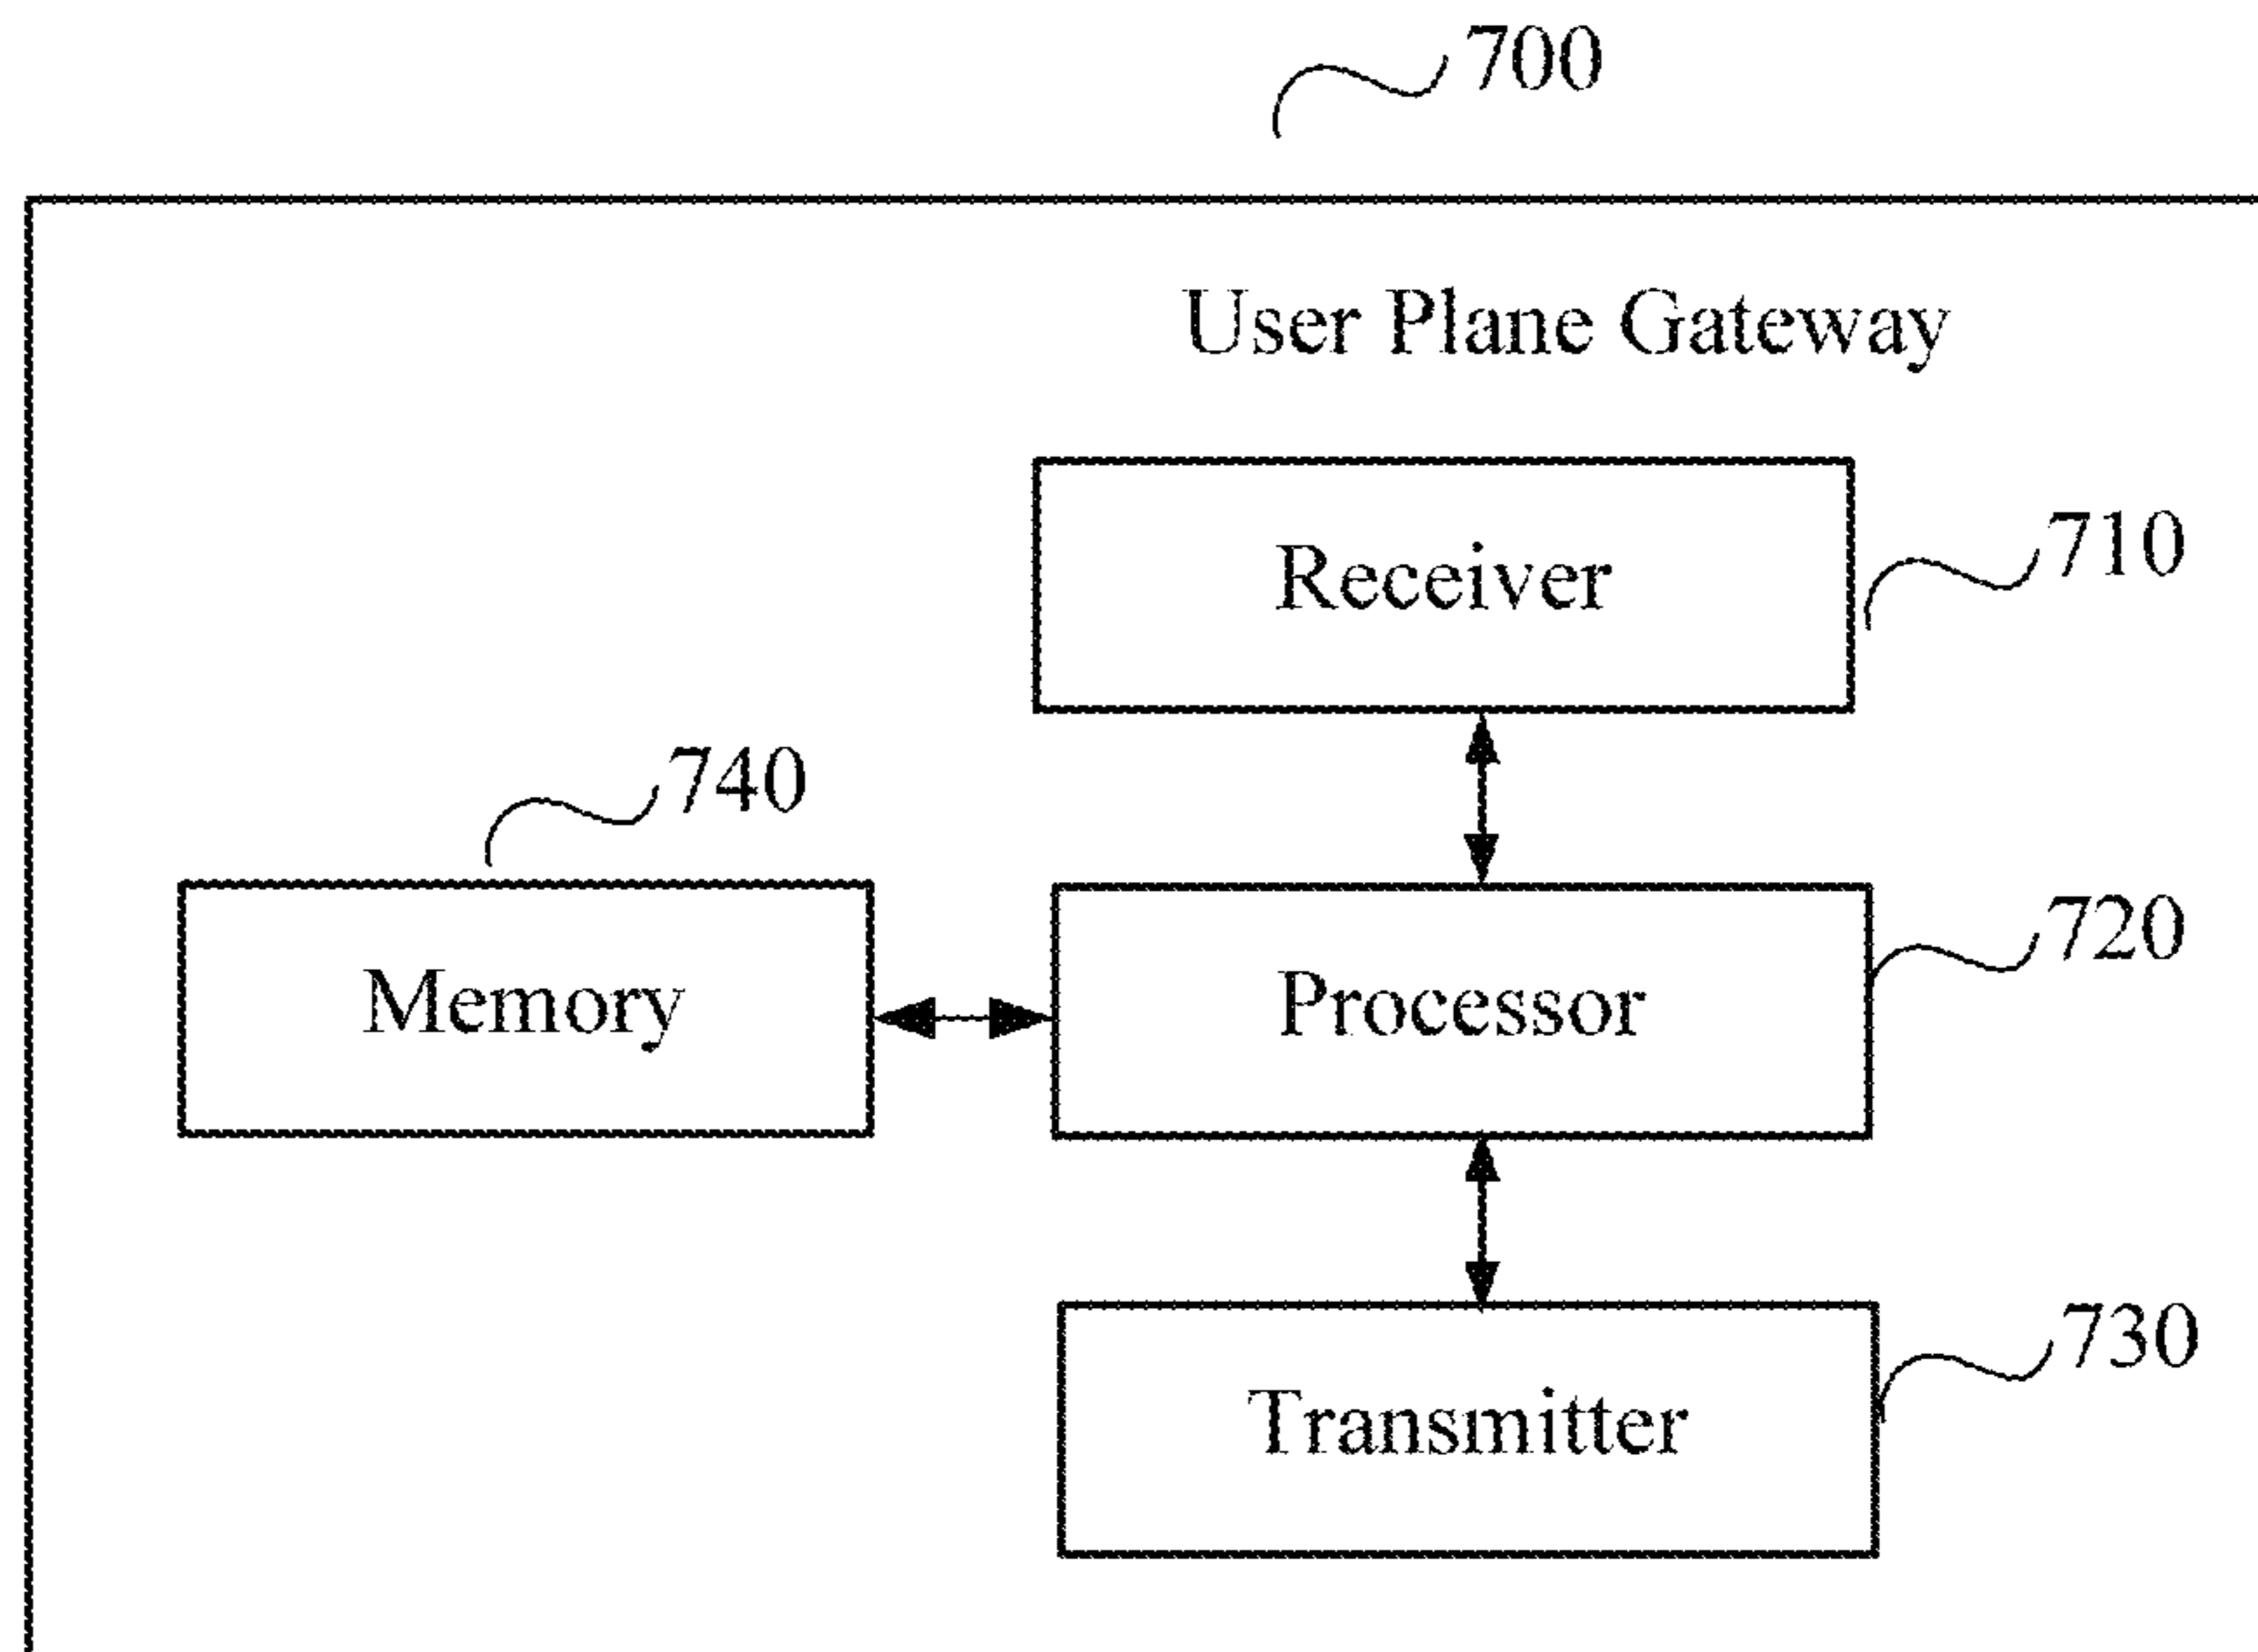 700
User Plane Gateway
Receiver
710
740
Memory
Processor
720
Transmitter
730